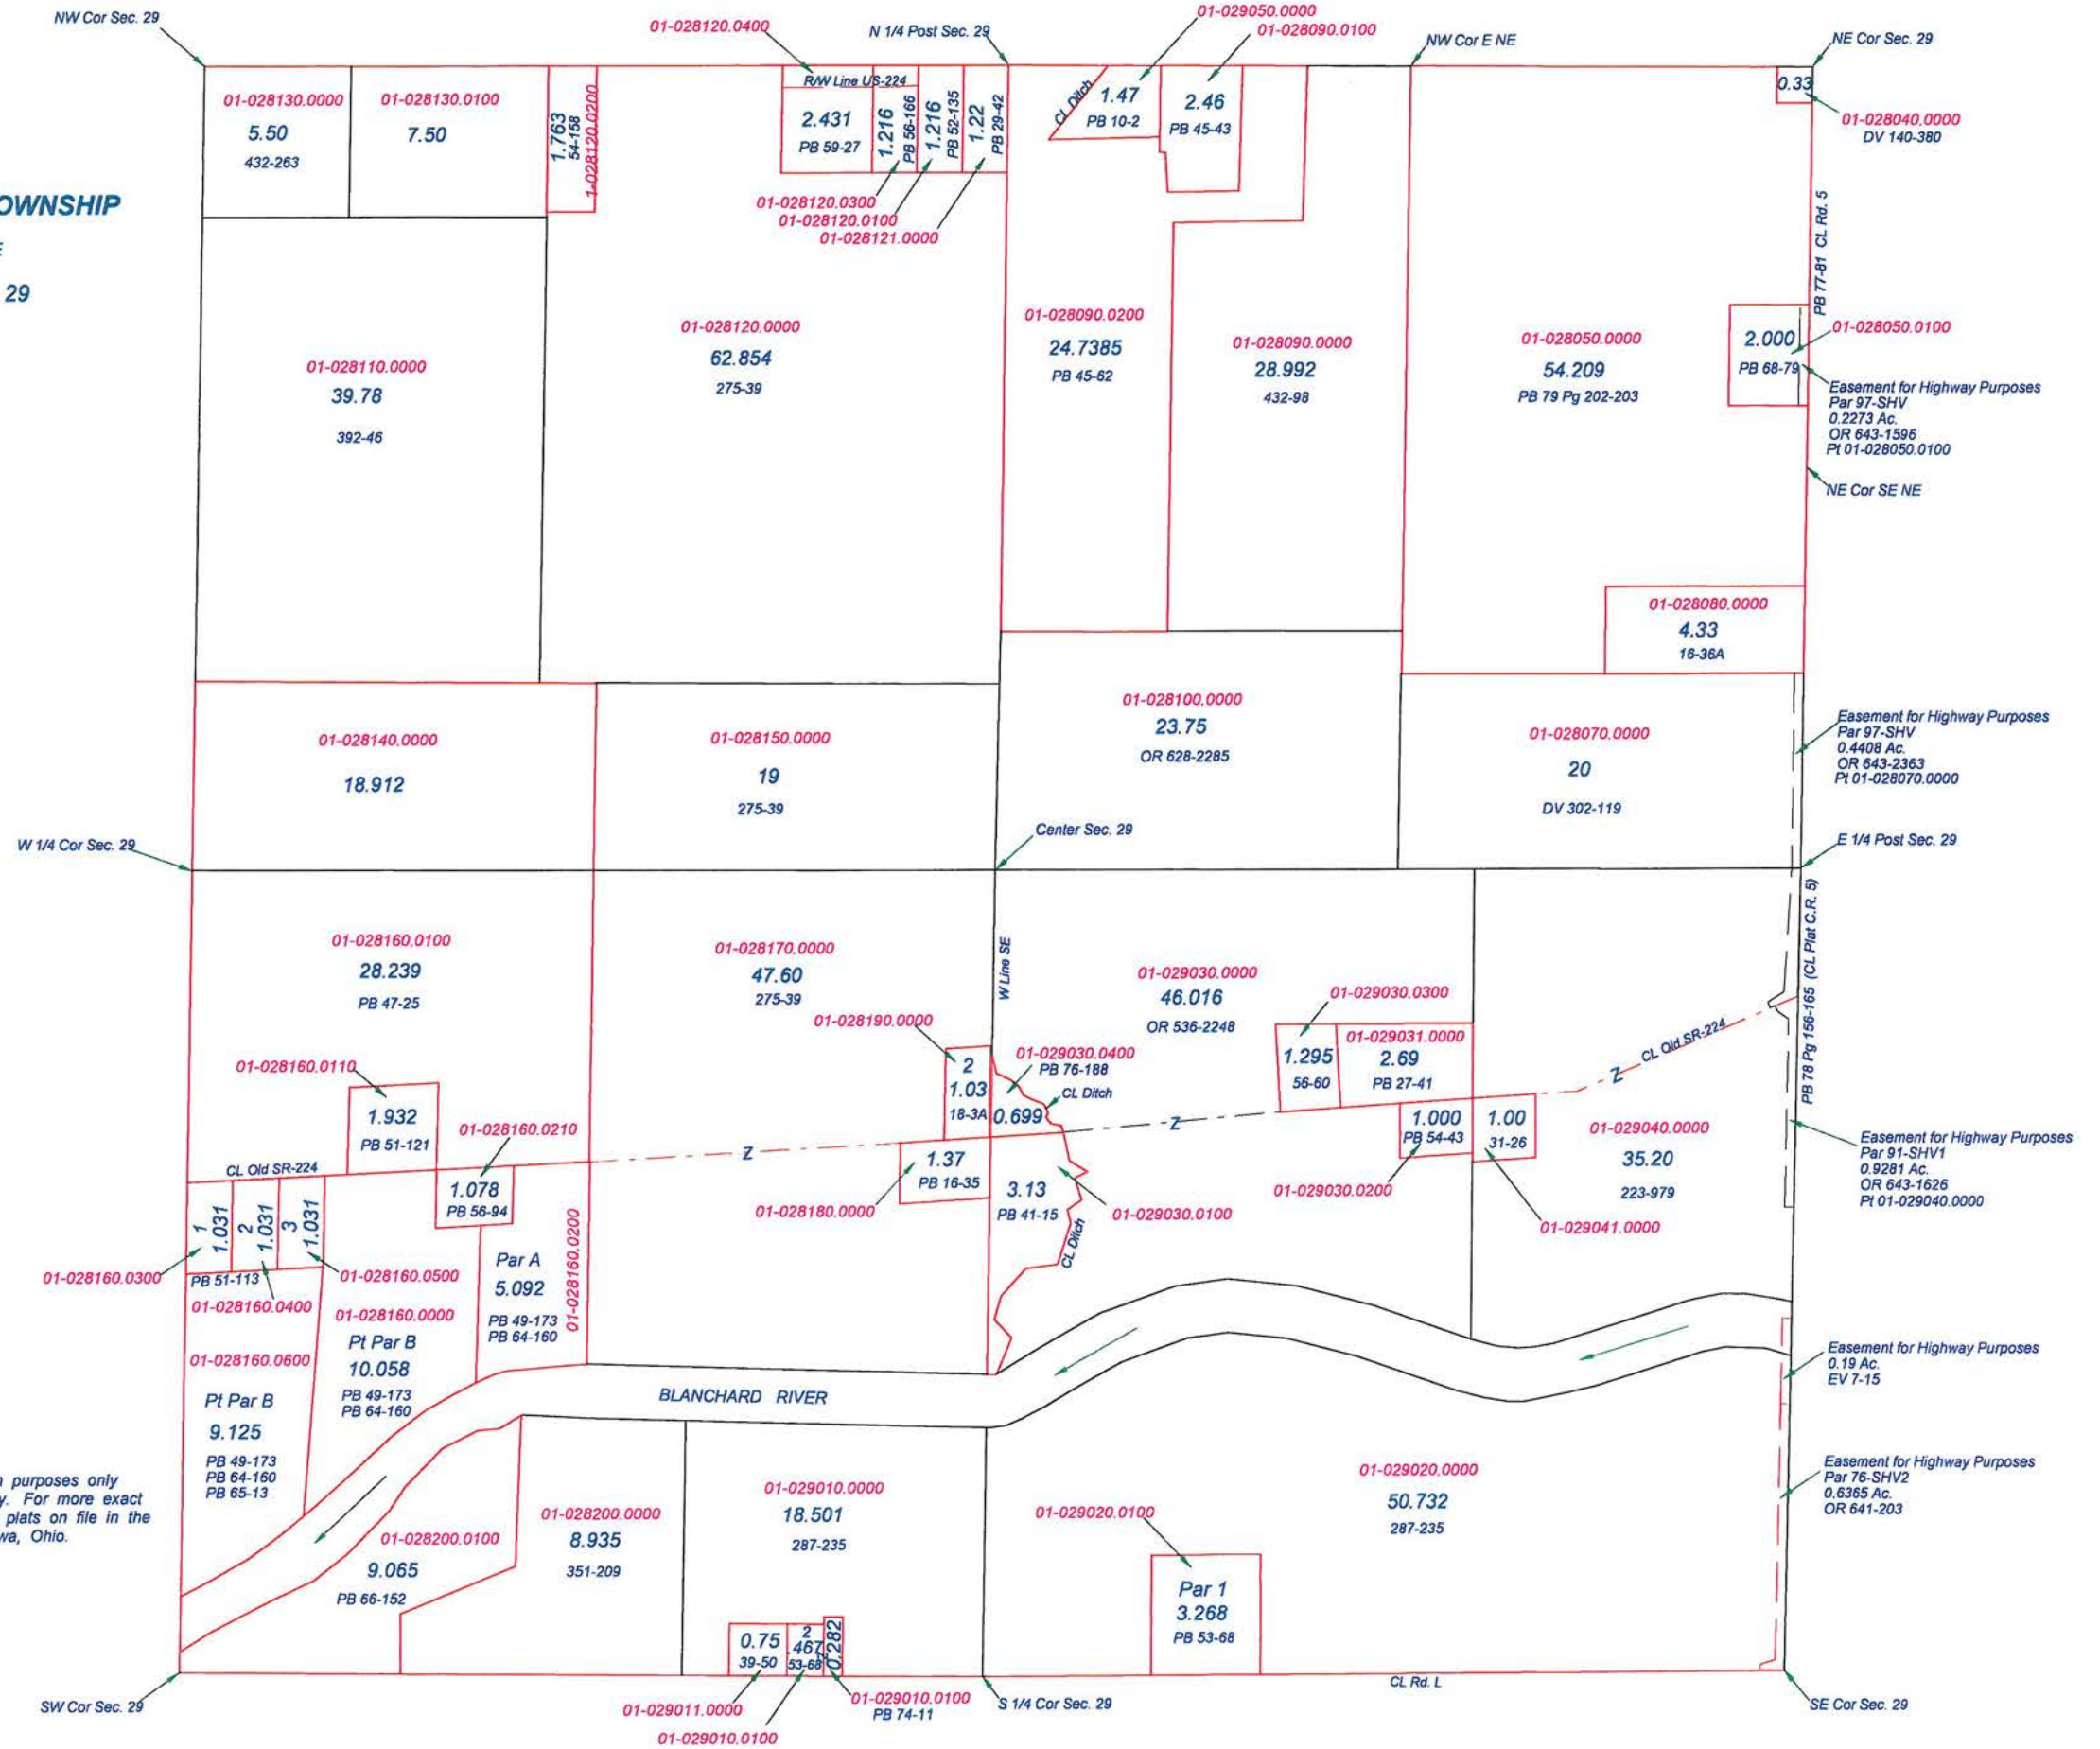 NW Cor Sec. 29
01-028120.0400
N 1/4 Post Sec. 29
01-029050.0000
01-028090.0100
NW Cor E NE
NE Cor Sec. 29
01-028130.0000
5.50
432-263
01-028130.0100
7.50
1.763
54-158
1-028120.0200
R/W Line US-224
2.431
PB 59-27
1.216
PB 56-166
1.216
PB 52-135
1.22
PB 29-42
01-028120.0300
01-028120.0100
01-028121.0000
CL Ditch
1.47
PB 10-2
2.46
PB 45-43
0.33
01-028040.0000
DV 140-380
OWNSHIP
E
29
PB 77-81 CL Rd. 5
01-028110.0000
39.78
392-46
01-028120.0000
62.854
275-39
01-028090.0200
24.7385
PB 45-62
01-028090.0000
28.992
432-98
01-028050.0000
54.209
PB 79 Pg 202-203
2.000
PB 68-79
01-028050.0100
Easement for Highway Purposes
Par 97-SHV
0.2273 Ac.
OR 643-1596
Pt 01-028050.0100
NE Cor SE NE
01-028080.0000
4.33
16-36A
01-028140.0000
18.912
01-028150.0000
19
275-39
01-028100.0000
23.75
OR 628-2285
01-028070.0000
20
DV 302-119
Easement for Highway Purposes
Par 97-SHV
0.4408 Ac.
OR 643-2363
Pt 01-028070.0000
W 1/4 Cor Sec. 29
Center Sec. 29
E 1/4 Post Sec. 29
01-028160.0100
28.239
PB 47-25
01-028170.0000
47.60
275-39
W Line SE
01-029030.0000
46.016
OR 536-2248
01-029030.0300
1.295
56-60
01-029031.0000
2.69
PB 27-41
CL Old SR-224
Z
PB 78 Pg 156-165 (CL Plat C.R. 5)
01-028190.0000
2
1.03
18-3A
01-029030.0400
PB 76-188
CL Ditch
0.699
01-028160.0110
1.932
PB 51-121
01-028160.0210
1.078
PB 56-94
CL Old SR-224
Z
Z
1.37
PB 16-35
01-028180.0000
3.13
PB 41-15
01-029030.0100
CL Ditch
1.000
PB 54-43
01-029030.0200
1.00
31-26
01-029041.0000
01-029040.0000
35.20
223-979
Easement for Highway Purposes
Par 91-SHV1
0.9281 Ac.
OR 643-1626
Pt 01-029040.0000
1
1.031
2
1.031
3
1.031
01-028160.0300
PB 51-113
01-028160.0400
01-028160.0500
01-028160.0000
Pt Par B
10.058
PB 49-173
PB 64-160
Par A
5.092
PB 49-173
PB 64-160
01-028160.0200
01-028160.0600
Pt Par B
9.125
PB 49-173
PB 64-160
PB 65-13
BLANCHARD RIVER
Easement for Highway Purposes
0.19 Ac.
EV 7-15
Easement for Highway Purposes
Par 76-SHV2
0.6365 Ac.
OR 641-203
n purposes only
y. For more exact
plats on file in the
wa, Ohio.
01-028200.0100
9.065
PB 66-152
01-028200.0000
8.935
351-209
01-029010.0000
18.501
287-235
01-029020.0100
Par 1
3.268
PB 53-68
01-029020.0000
50.732
287-235
0.75
39-50
2
.467
53-68
0.282
01-029011.0000
01-029010.0100
01-029010.0100
PB 74-11
SW Cor Sec. 29
S 1/4 Cor Sec. 29
CL Rd. L
SE Cor Sec. 29